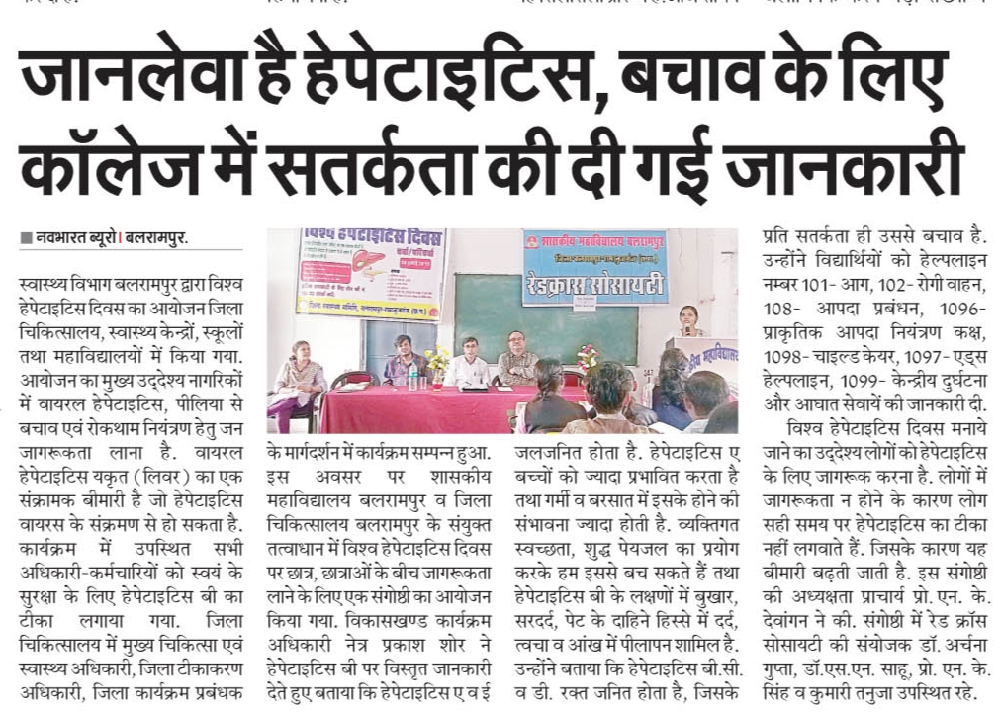 जानलेवा है हेपेटाइटिस, बचाव के लिए
कॉलेज में सतर्कता की दी गई जानकारी
■ नवभारत ब्यूरो। बलरामपुर.
स्वास्थ्य विभाग बलरामपुर द्वारा विश्व
हेपेटाइटिस दिवस का आयोजन जिला
चिकित्सालय, स्वास्थ्य केन्द्रों, स्कूलों
तथा महाविद्यालयों में किया गया.
आयोजन का मुख्य उद्देश्य नागरिकों
में वायरल हेपेटाइटिस, पीलिया से
बचाव एवं रोकथाम नियंत्रण हेतु जन
जागरूकता लाना है. वायरल
हेपेटाइटिस यकृत (लिवर) का एक
संक्रामक बीमारी है जो हेपेटाइटिस
वायरस के संक्रमण से हो सकता है.
कार्यक्रम में उपस्थित सभी
अधिकारी-कर्मचारियों को स्वयं के
सुरक्षा के लिए हेपेटाइटिस बी का
टीका लगाया गया. जिला
चिकित्सालय में मुख्य चिकित्सा एवं
स्वास्थ्य अधिकारी, जिला टीकाकरण
अधिकारी, जिला कार्यक्रम प्रबंधक
विश्व हेपेटाइटिस दिवस
चर्चा/परिचर्चा
शासकीय महाविद्यालय बलरामपुर
जिला-बलरामपुर-रामानुजगंज (छ.ग.)
रेडक्रास सोसायटी
के मार्गदर्शन में कार्यक्रम सम्पन्न हुआ.
इस अवसर पर शासकीय
महाविद्यालय बलरामपुर व जिला
चिकित्सालय बलरामपुर के संयुक्त
तत्वाधान में विश्व हेपेटाइटिस दिवस
पर छात्र, छात्राओं के बीच जागरूकता
लाने के लिए एक संगोष्ठी का आयोजन
किया गया. विकासखण्ड कार्यक्रम
अधिकारी नेत्र प्रकाश शोर ने
हेपेटाइटिस बी पर विस्तृत जानकारी
देते हुए बताया कि हेपेटाइटिस ए व ई
जलजनित होता है. हेपेटाइटिस ए
बच्चों को ज्यादा प्रभावित करता है
तथा गर्मी व बरसात में इसके होने की
संभावना ज्यादा होती है. व्यक्तिगत
स्वच्छता, शुद्ध पेयजल का प्रयोग
करके हम इससे बच सकते हैं तथा
हेपेटाइटिस बी के लक्षणों में बुखार,
सरदर्द, पेट के दाहिने हिस्से में दर्द,
त्वचा व आंख में पीलापन शामिल है.
उन्होंने बताया कि हेपेटाइटिस बी.सी.
व डी. रक्त जनित होता है, जिसके
प्रति सतर्कता ही उससे बचाव है.
उन्होंने विद्यार्थियों को हेल्पलाइन
नम्बर 101- आग, 102- रोगी वाहन,
108- आपदा प्रबंधन, 1096-
प्राकृतिक आपदा नियंत्रण कक्ष,
1098- चाइल्ड केयर, 1097- एड्स
हेल्पलाइन, 1099- केन्द्रीय दुर्घटना
और आघात सेवायें की जानकारी दी.
विश्व हेपेटाइटिस दिवस मनाये
जाने का उद्देश्य लोगों को हेपेटाइटिस
के लिए जागरूक करना है. लोगों में
जागरूकता न होने के कारण लोग
सही समय पर हेपेटाइटिस का टीका
नहीं लगवाते हैं. जिसके कारण यह
बीमारी बढ़ती जाती है. इस संगोष्ठी
की अध्यक्षता प्राचार्य प्रो. एन. के.
देवांगन ने की. संगोष्ठी में रेड क्रॉस
सोसायटी की संयोजक डॉ. अर्चना
गुप्ता, डॉ.एस.एन. साहू, प्रो. एन. के.
सिंह व कुमारी तनुजा उपस्थित रहे.